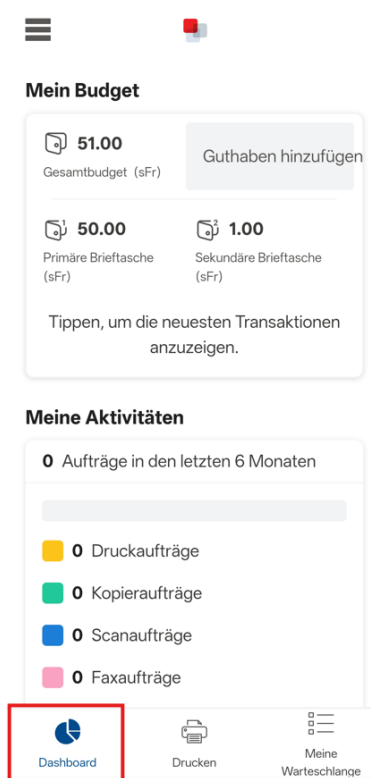 Mein Budget
51.00
Gesamtbudget (sFr)
Guthaben hinzufügen
1 50.00
Primäre Brieftasche
(sFr)
2 1.00
Sekundäre Brieftasche
(sFr)
Tippen, um die neuesten Transaktionen
anzuzeigen.
Meine Aktivitäten
0 Aufträge in den letzten 6 Monaten
0 Druckaufträge
0 Kopieraufträge
0 Scanaufträge
0 Faxaufträge
Dashboard
Drucken
Meine
Warteschlange